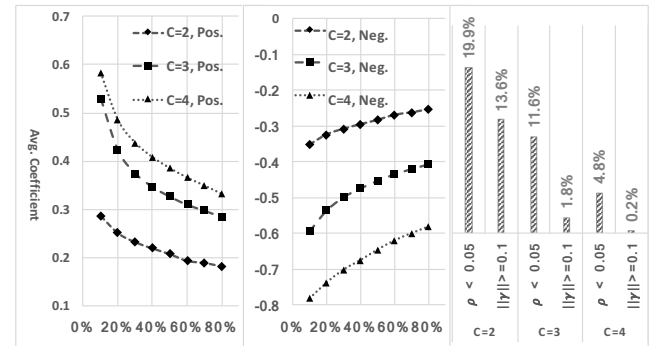 Avg. Coefficient
0.7
0.6
0.5
0.4
0.3
0.2
0.1
C=2, Pos.
C=3, Pos.
C=4, Pos.
0% 20% 40% 60% 80%
0
-0.1
-0.2
-0.3
-0.4
-0.5
-0.6
-0.7
-0.8
C=2, Neg.
C=3, Neg.
C=4, Neg.
0% 20% 40% 60% 80%
19.9%
13.6%
11.6%
1.8%
4.8%
0.2%
ρ < 0.05
||γ||>=0.1
ρ < 0.05
||γ||>=0.1
ρ < 0.05
||γ||>=0.1
C=2
C=3
C=4